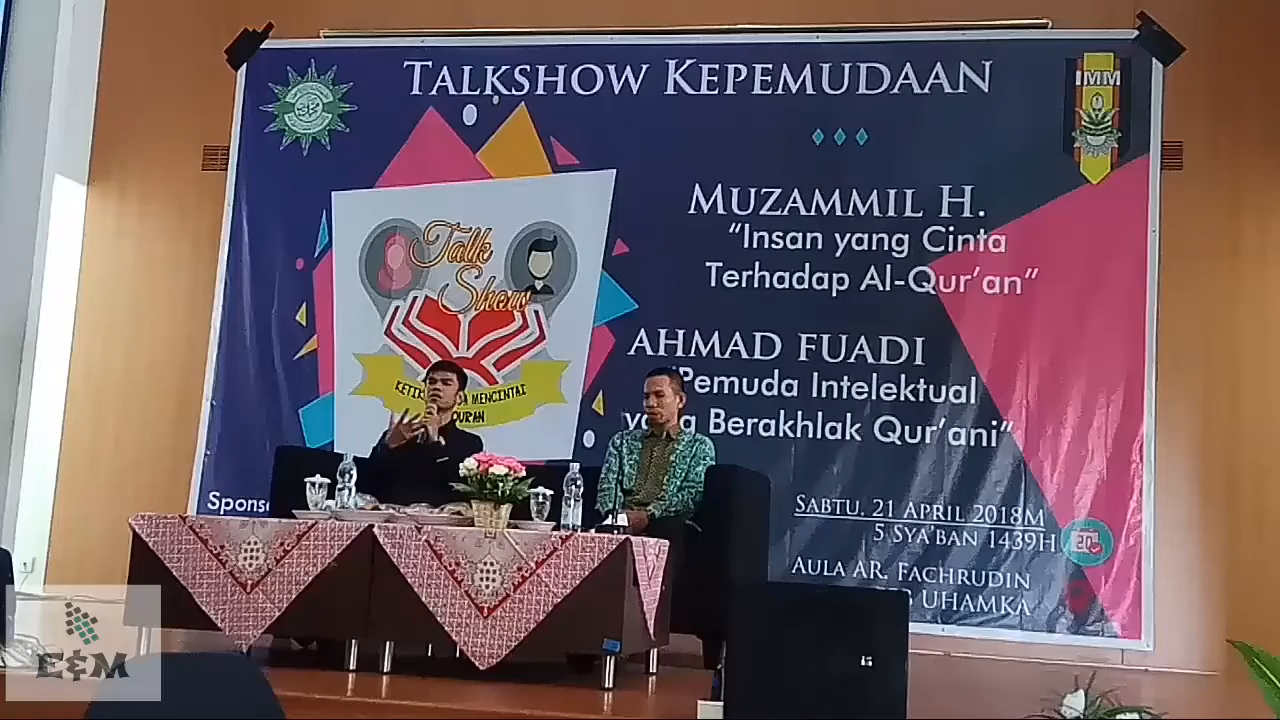 TALKSHOW KEPEMUDAAN
IMM
MUZAMMIL H.
"Insan yang Cinta
Terhadap Al-Qur'an"
Talk
Show
MENCINTAI
AHMAD FUADI
"Pemuda Intelektual
Berakhlak Qur'ani"
SABTU, 21 APRIL 2018M
5 SYA'BAN 1439H
AULA AR. FACHRUDIN
UHAMKA
E&M